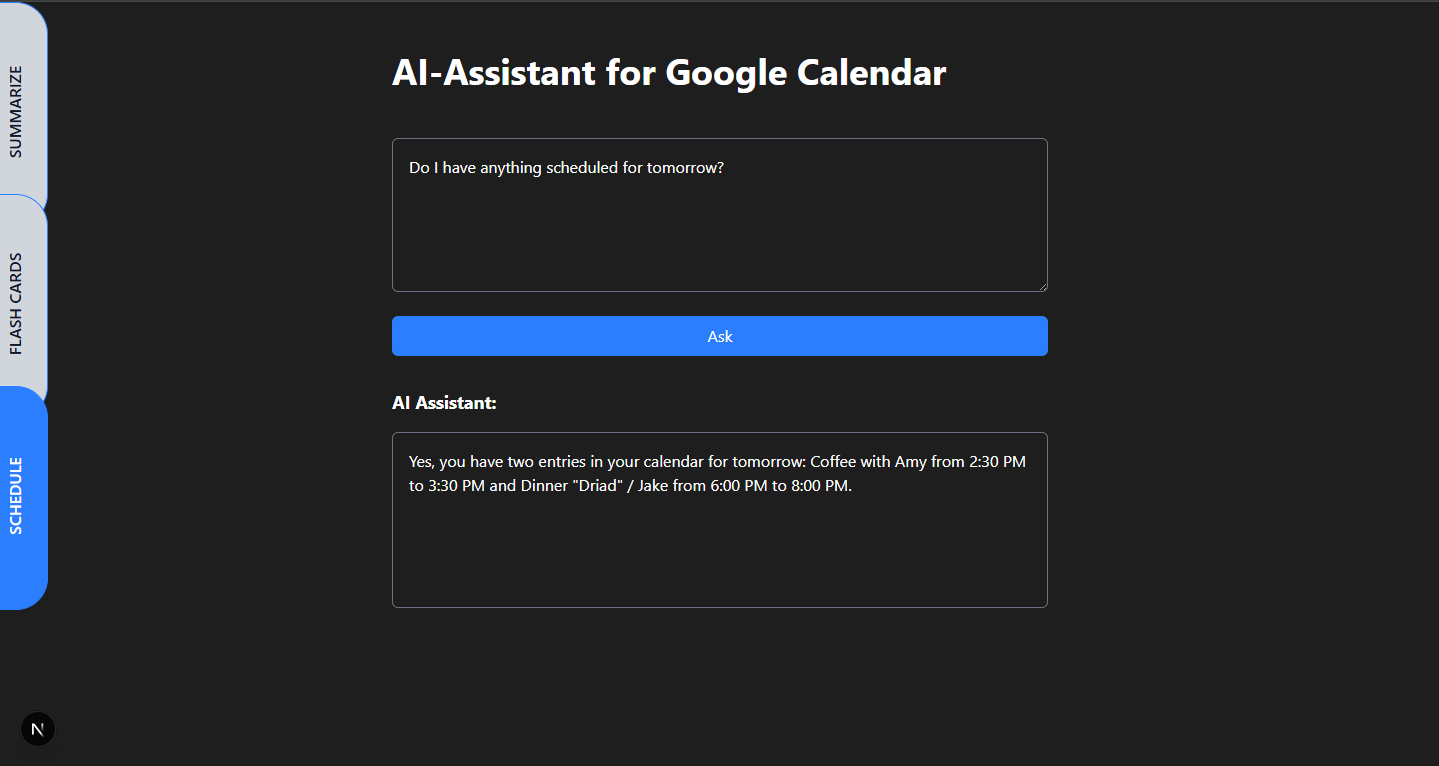 AI-Assistant for Google Calendar
SUMMARIZE
FLASH CARDS
SCHEDULE
Do I have anything scheduled for tomorrow?
Ask
AI Assistant:
Yes, you have two entries in your calendar for tomorrow: Coffee with Amy from 2:30 PM
to 3:30 PM and Dinner "Driad" / Jake from 6:00 PM to 8:00 PM.
N